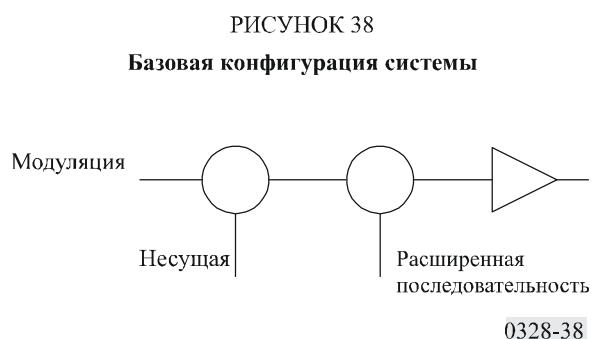 РИСУНОК 38
Базовая конфигурация системы
Модуляция
Несущая
Расширенная
последовательность
0328-38